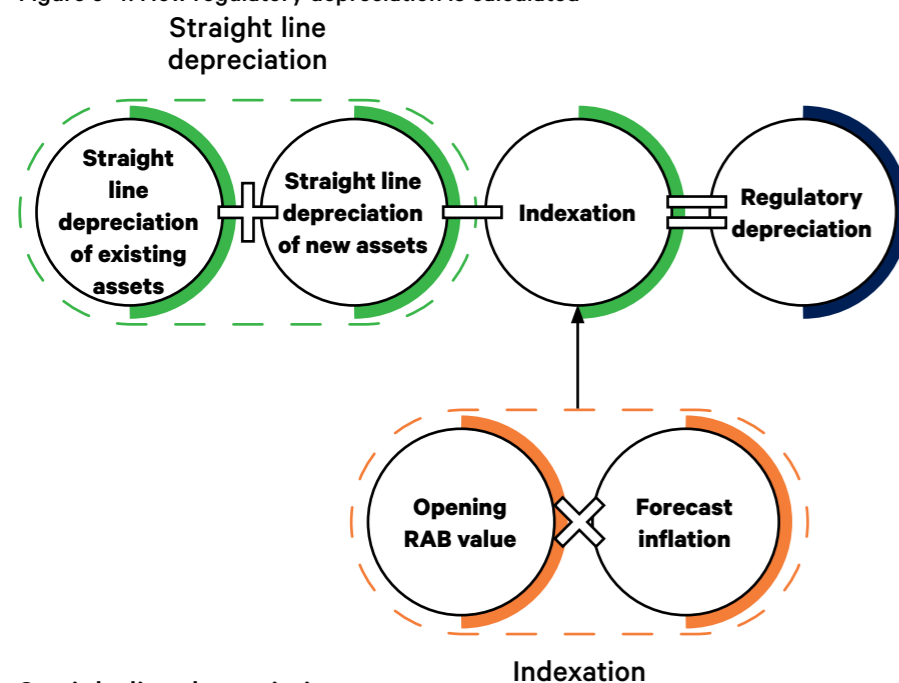 Straight line
depreciation
Straight
line
depreciation
of existing
assets
Straight line
depreciation
of new assets
Indexation
Regulatory
depreciation
Opening
RAB value
Forecast
inflation
Indexation